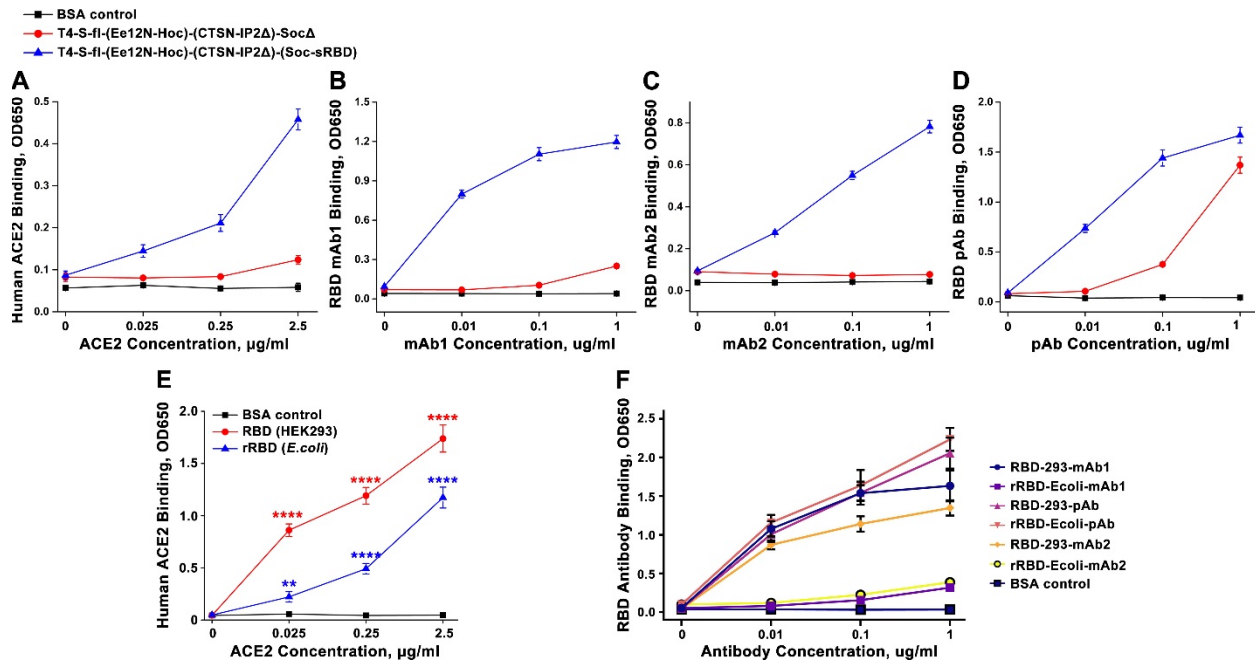 BSA control
T4-S-fl-(Ee12N-Hoc)-(CTSN-IP2Δ)-SocΔ
T4-S-fl-(Ee12N-Hoc)-(CTSN-IP2Δ)-(Soc-sRBD)
A
Human ACE2 Binding, OD650
0.5
0.4
0.3
0.2
0.1
0.0
0 0.025 0.25 2.5
ACE2 Concentration, µg/ml
B
RBD mAb1 Binding, OD650
1.5
1.2
0.9
0.6
0.3
0.0
0 0.01 0.1 1
mAb1 Concentration, ug/ml
C
RBD mAb2 Binding, OD650
0.8
0.6
0.4
0.2
0.0
0 0.01 0.1 1
mAb2 Concentration, ug/ml
D
RBD pAb Binding, OD650
2.0
1.5
1.0
0.5
0.0
0 0.01 0.1 1
pAb Concentration, ug/ml
E
Human ACE2 Binding, OD650
BSA control
RBD (HEK293)
rRBD (E.coli)
2.0
1.5
1.0
0.5
0
****
****
****
**
****
****
0 0.025 0.25 2.5
ACE2 Concentration, µg/ml
F
RBD Antibody Binding, OD650
2.5
2.0
1.5
1.0
0.5
0.0
0 0.01 0.1 1
Antibody Concentration, ug/ml
RBD-293-mAb1
rRBD-Ecoli-mAb1
RBD-293-pAb
rRBD-Ecoli-pAb
RBD-293-mAb2
rRBD-Ecoli-mAb2
BSA control